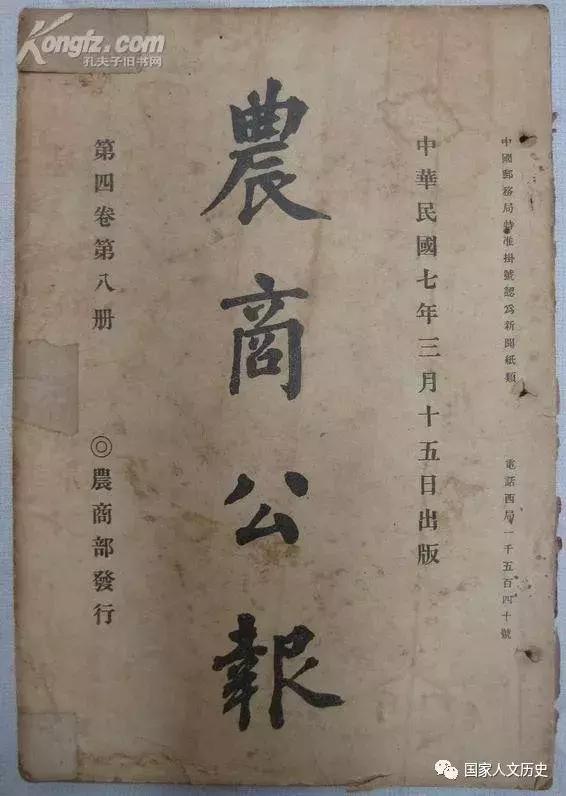 中國郵務局特准掛號認爲新聞紙類
電話西局一千五百四十號
中華民國七年三月十五日出版
農商公報
第四卷第八册
◎農商部發行
Kongfz.com
孔夫子旧书网
国家人文历史